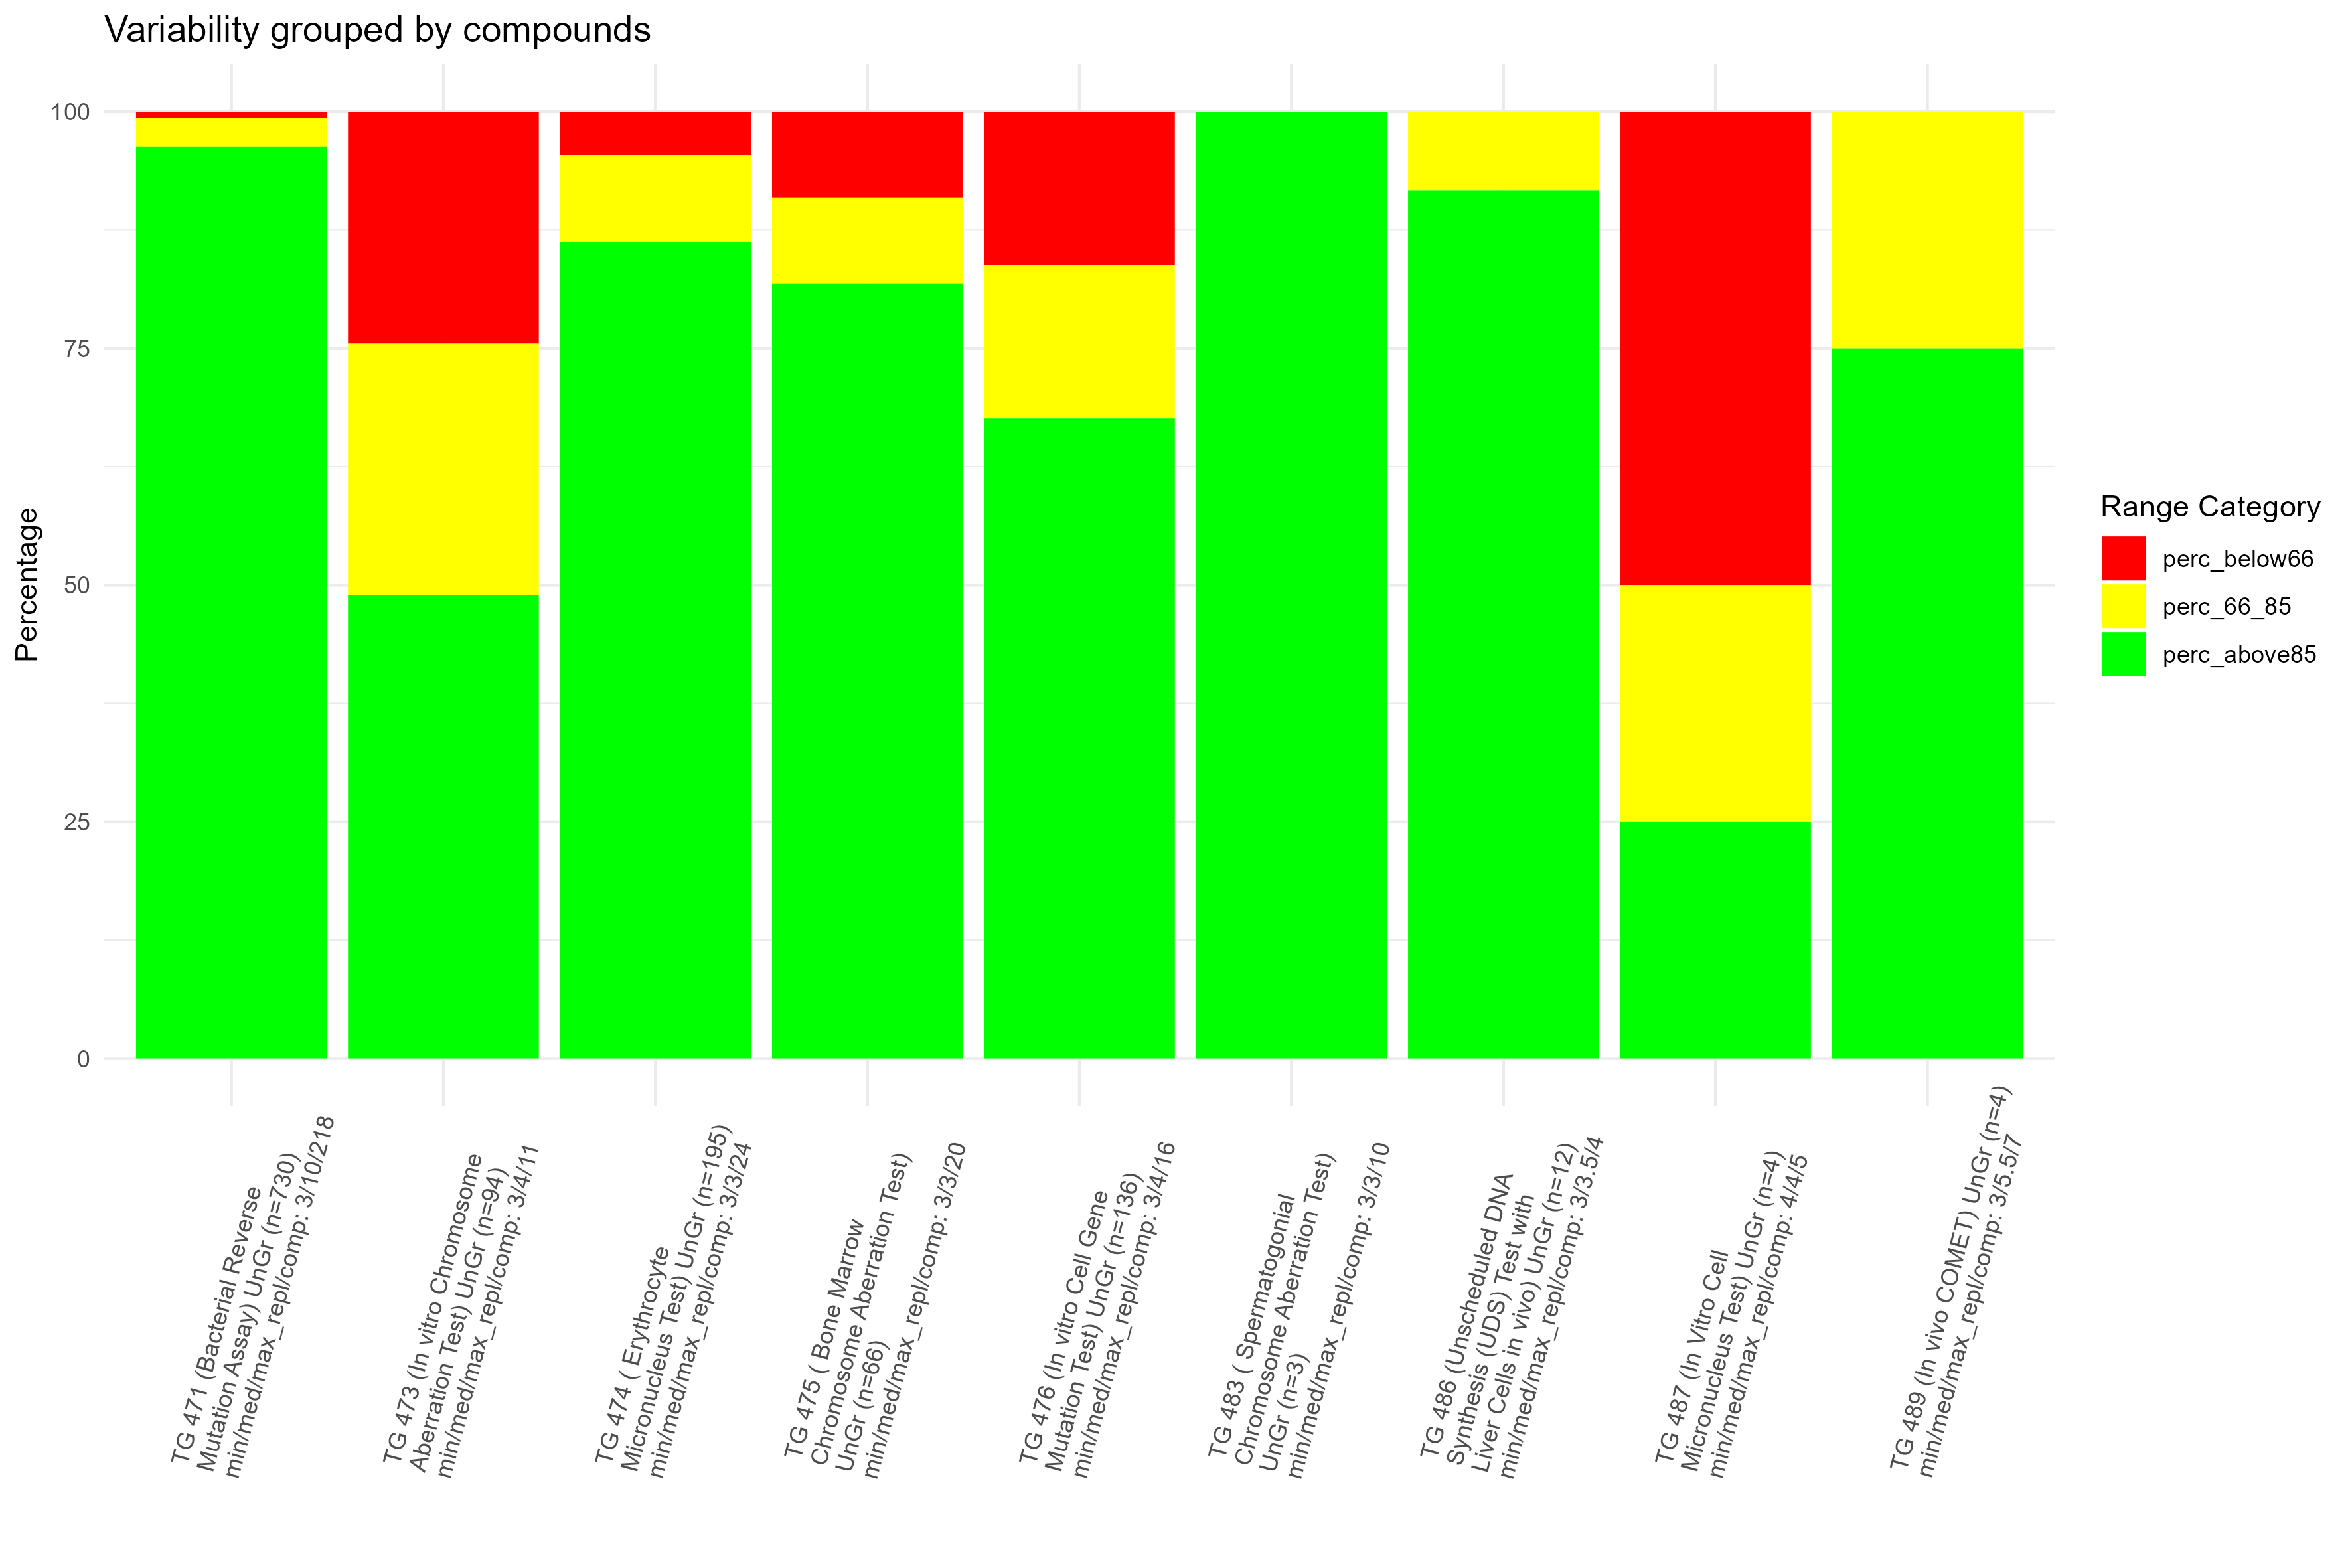 Variability grouped by compounds
Percentage
100
75
50
25
0
TG 471 (Bacterial Reverse
Mutation Assay) UnGr (n=730)
min/med/max_repl/comp: 3/10/218
TG 473 (In vitro Chromosome
Aberration Test) UnGr (n=94)
min/med/max_repl/comp: 3/4/11
TG 474 ( Erythrocyte
Micronucleus Test) UnGr (n=195)
min/med/max_repl/comp: 3/3/24
TG 475 ( Bone Marrow
Chromosome Aberration Test)
UnGr (n=66)
min/med/max_repl/comp: 3/3/20
TG 476 (In vitro Cell Gene
Mutation Test) UnGr (n=136)
min/med/max_repl/comp: 3/4/16
TG 483 ( Spermatogonial
Chromosome Aberration Test)
UnGr (n=3)
min/med/max_repl/comp: 3/3/10
TG 486 (Unscheduled DNA
Synthesis (UDS) Test with
Liver Cells in vivo) UnGr (n=12)
min/med/max_repl/comp: 3/3.5/4
TG 487 (In Vitro Cell
Micronucleus Test) UnGr (n=4)
min/med/max_repl/comp: 4/4/5
TG 489 (In vivo COMET) UnGr (n=4)
min/med/max_repl/comp: 3/5.5/7
Range Category
perc_below66
perc_66_85
perc_above85